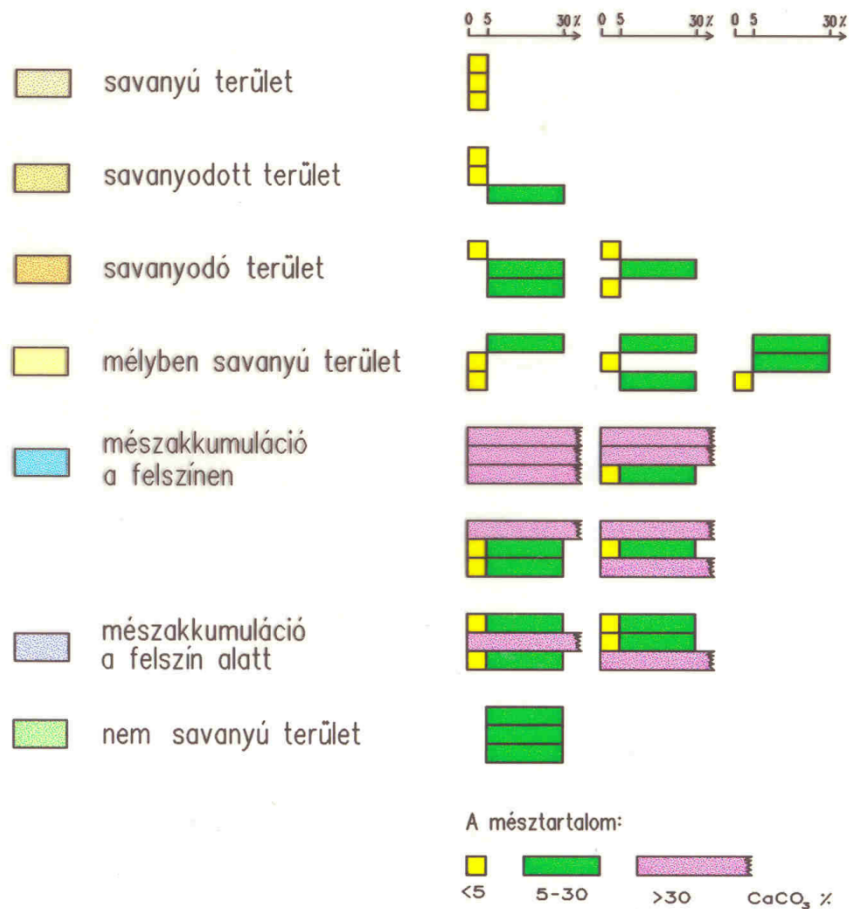 0 5 30% 0 5 30% 0 5 30%
savanyú terület
savanyodott terület
savanyodó terület
mélyben savanyú terület
mészakkumuláció
a felszínen
mészakkumuláció
a felszín alatt
nem savanyú terület
A mésztartalom:
<5 5-30 >30 CaCO₃ %